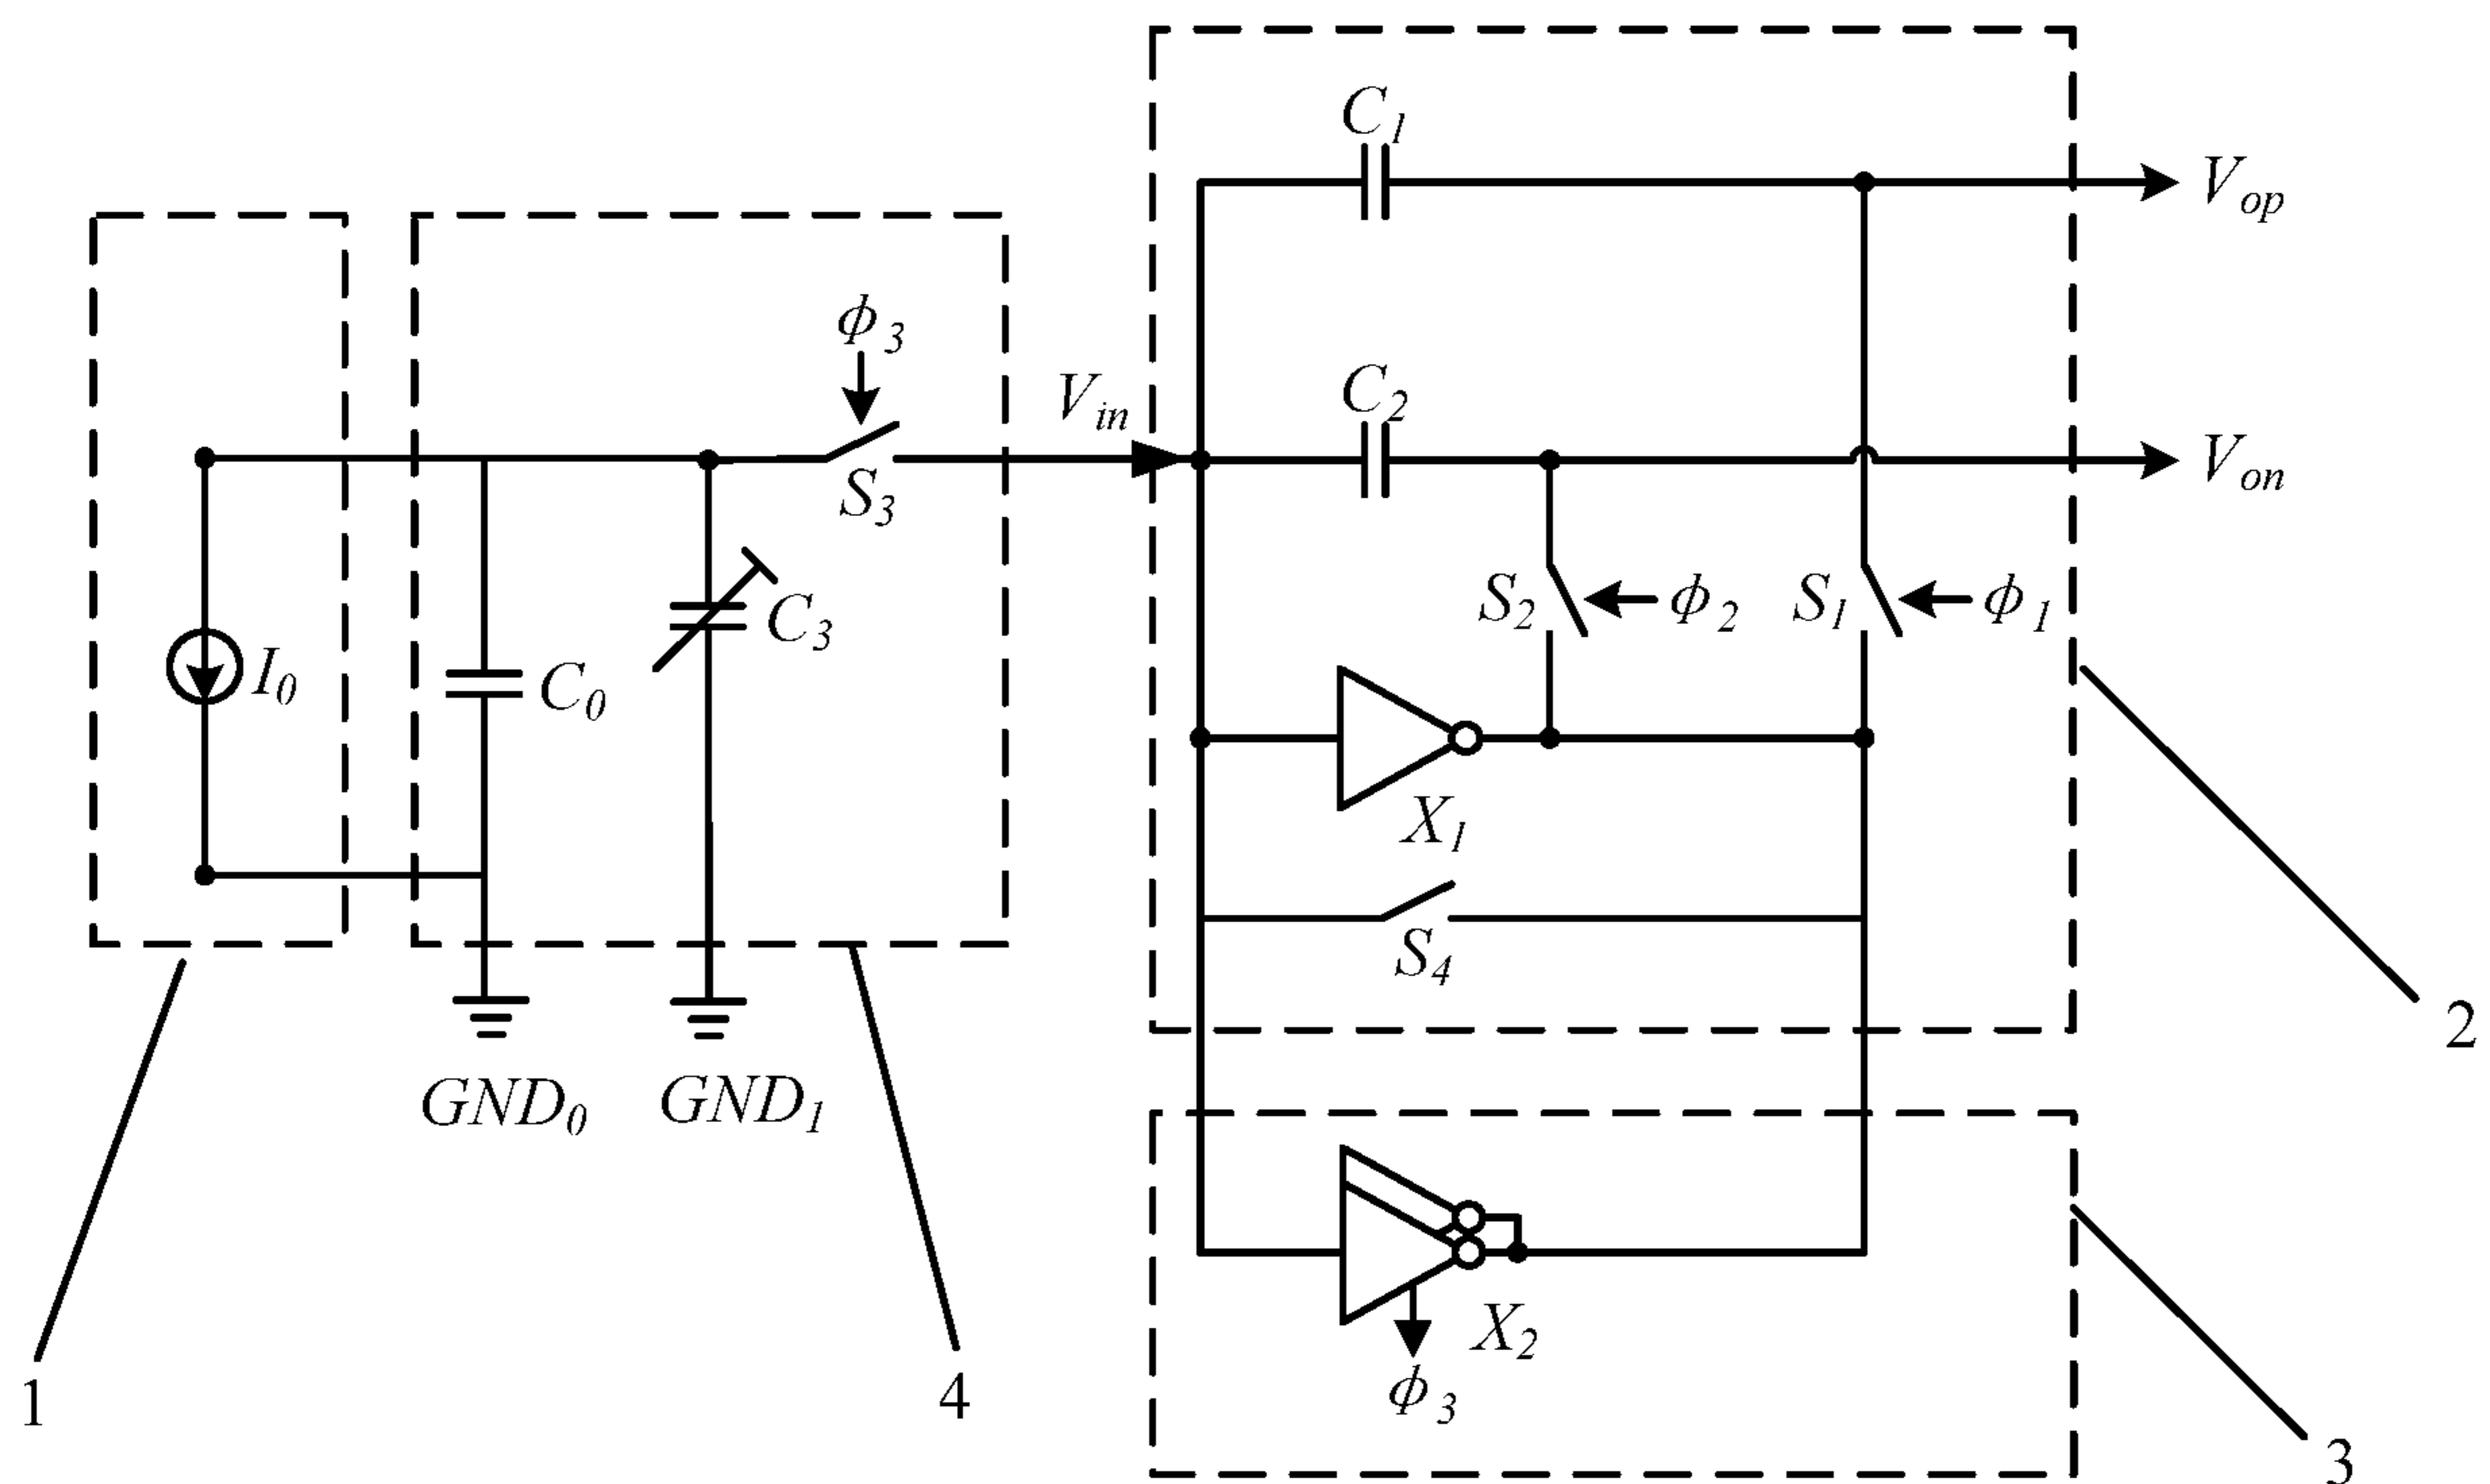 C1
Vop
ϕ3
Vin
C2
Von
S3
S2
ϕ2
S1
ϕ1
C3
I0
C0
X1
S4
2
GND0
GND1
X2
ϕ3
1
4
3